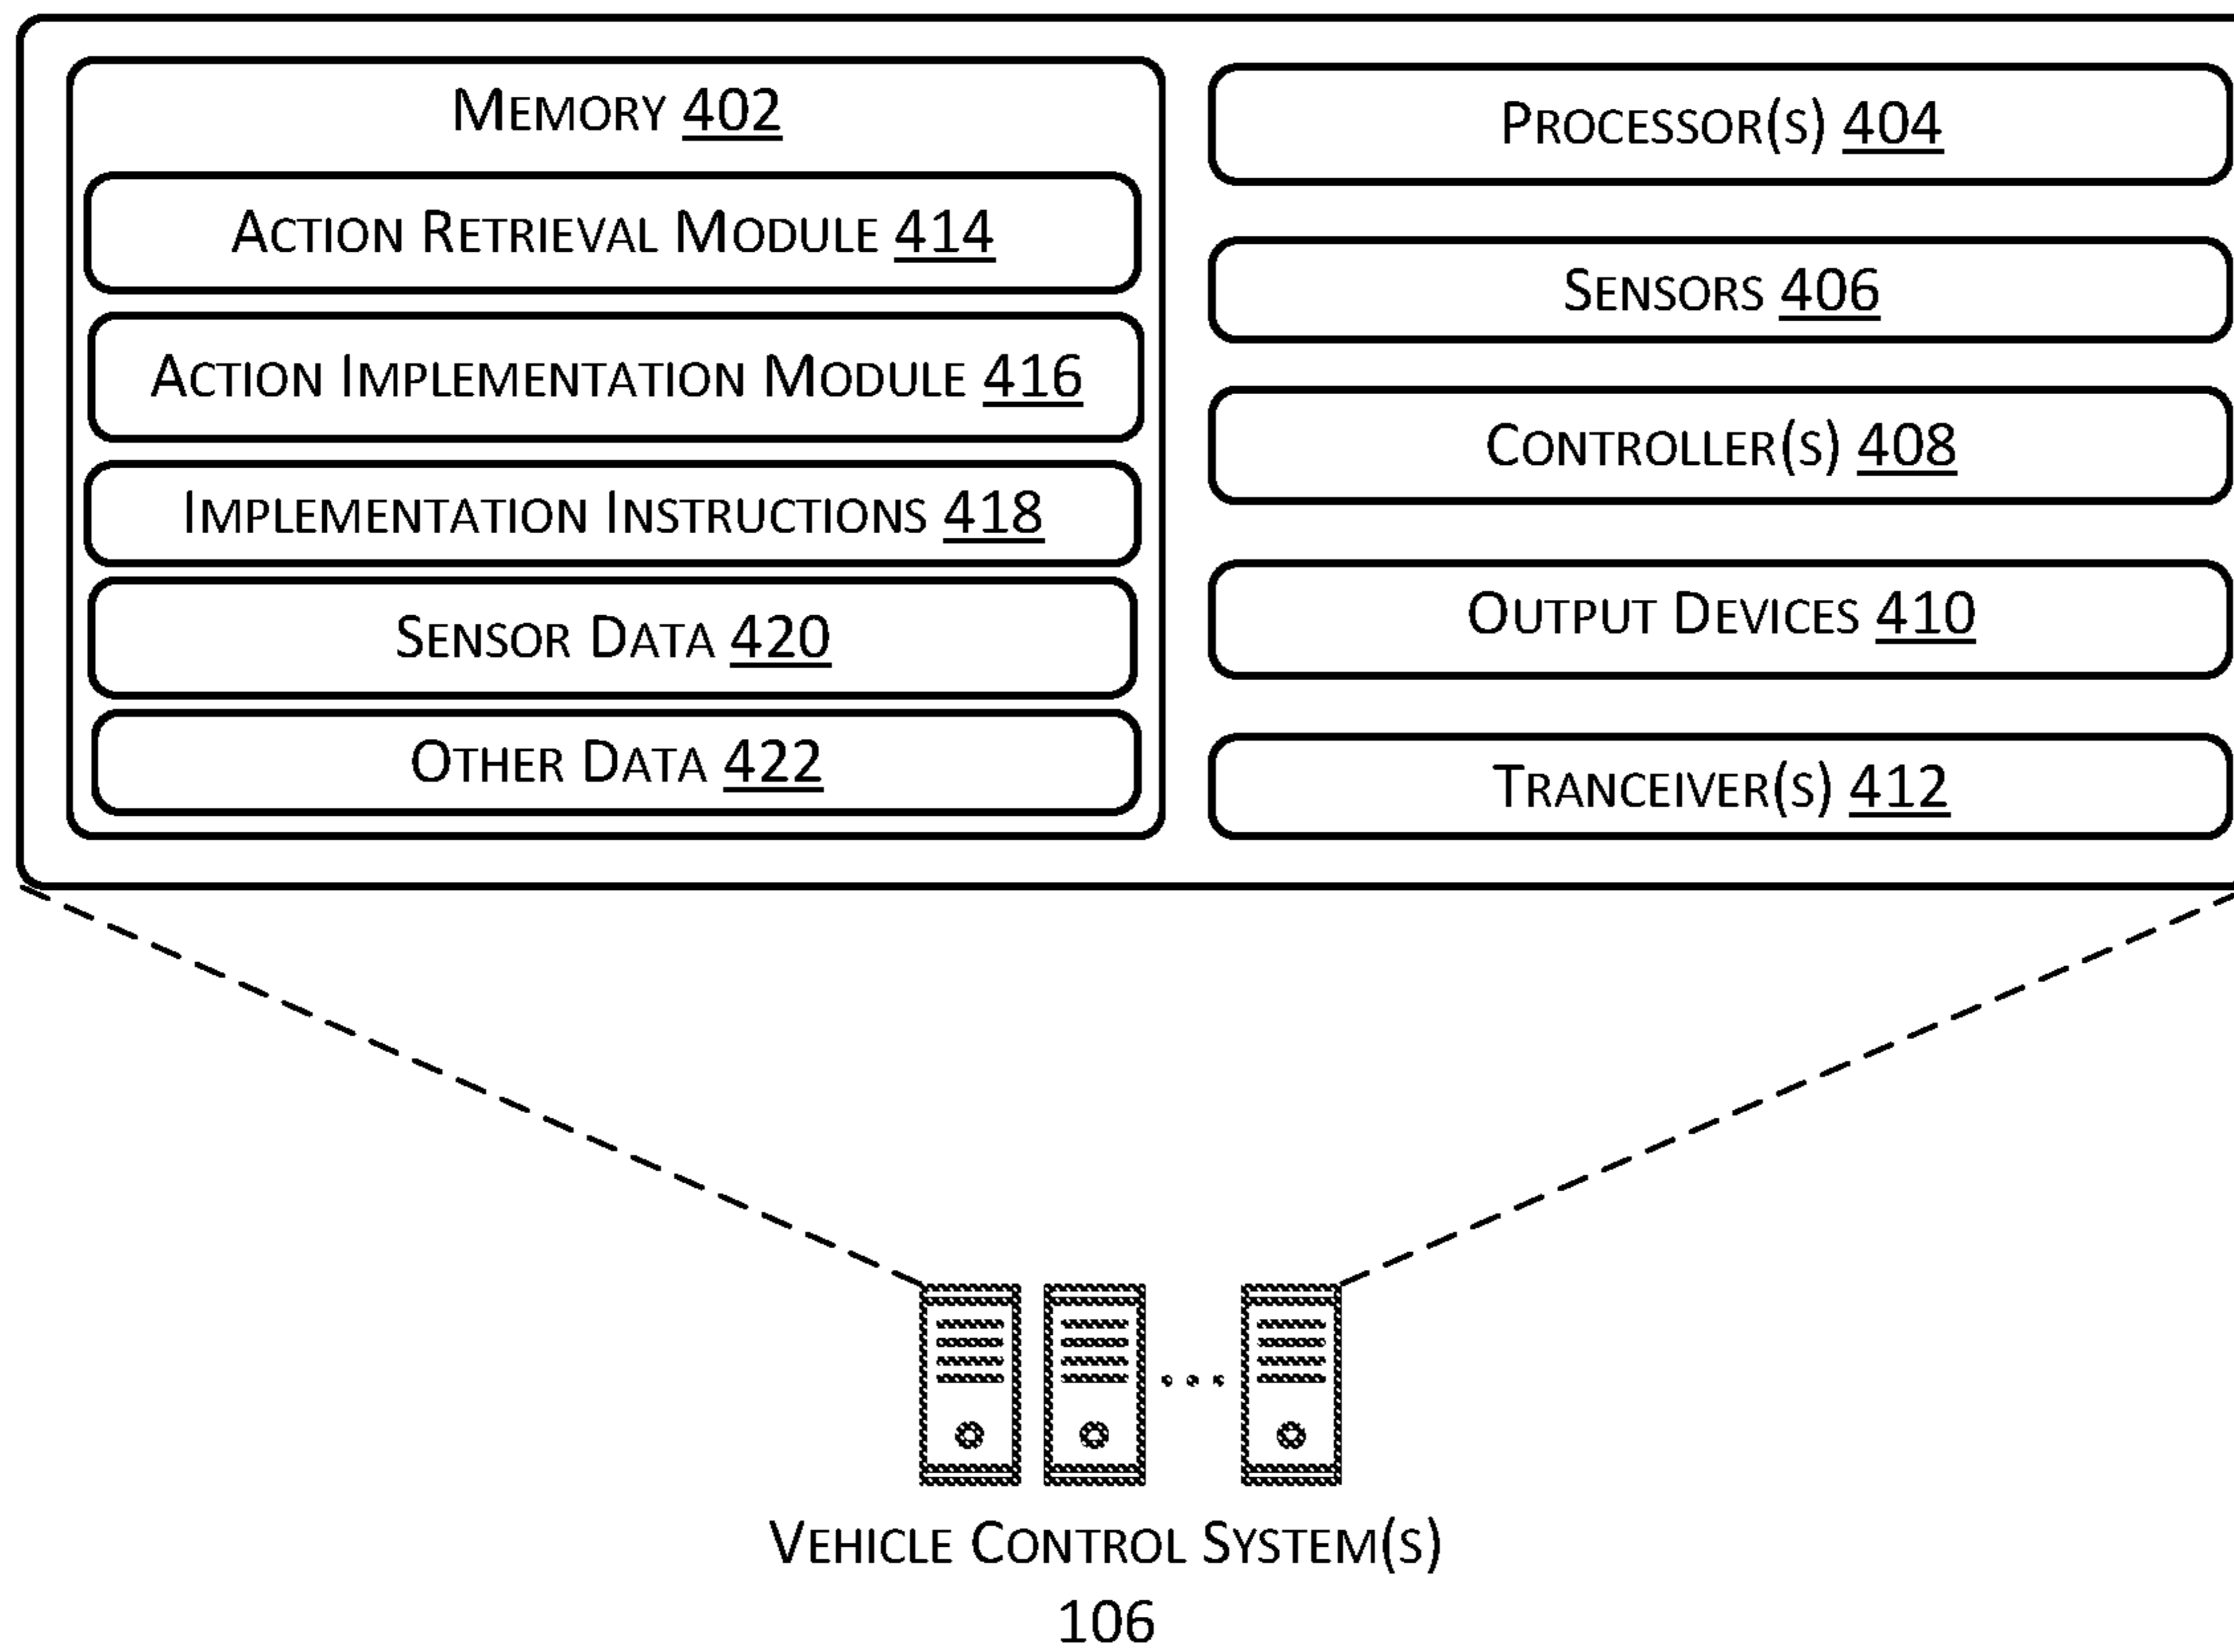 Memory 402
Action Retrieval Module 414
Action Implementation Module 416
Implementation Instructions 418
Sensor Data 420
Other Data 422
Processor(s) 404
Sensors 406
Controller(s) 408
Output Devices 410
Tranceiver(s) 412
Vehicle Control System(s)
106